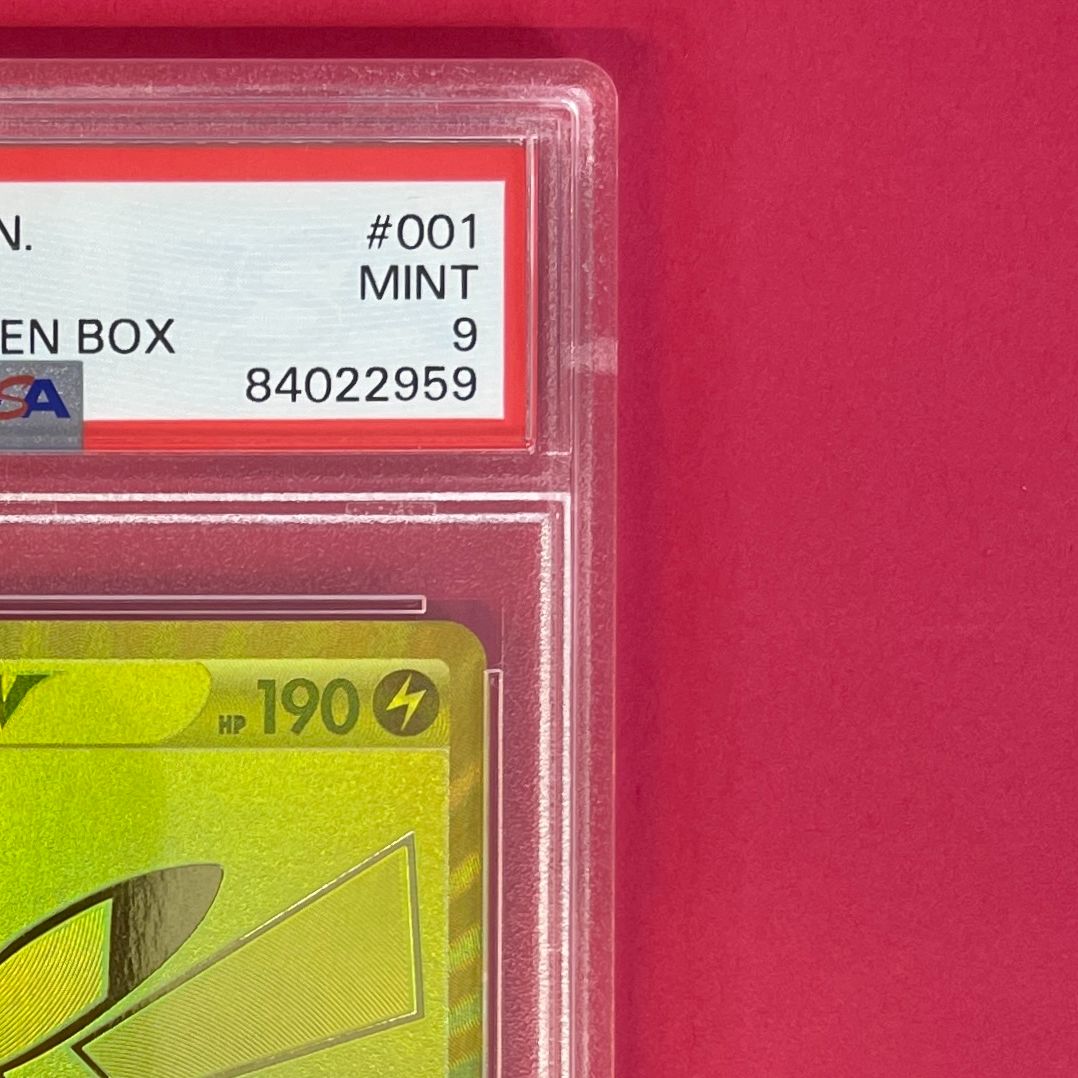 N. #001
MINT
EN BOX 9
SA 84022959
V HP 190